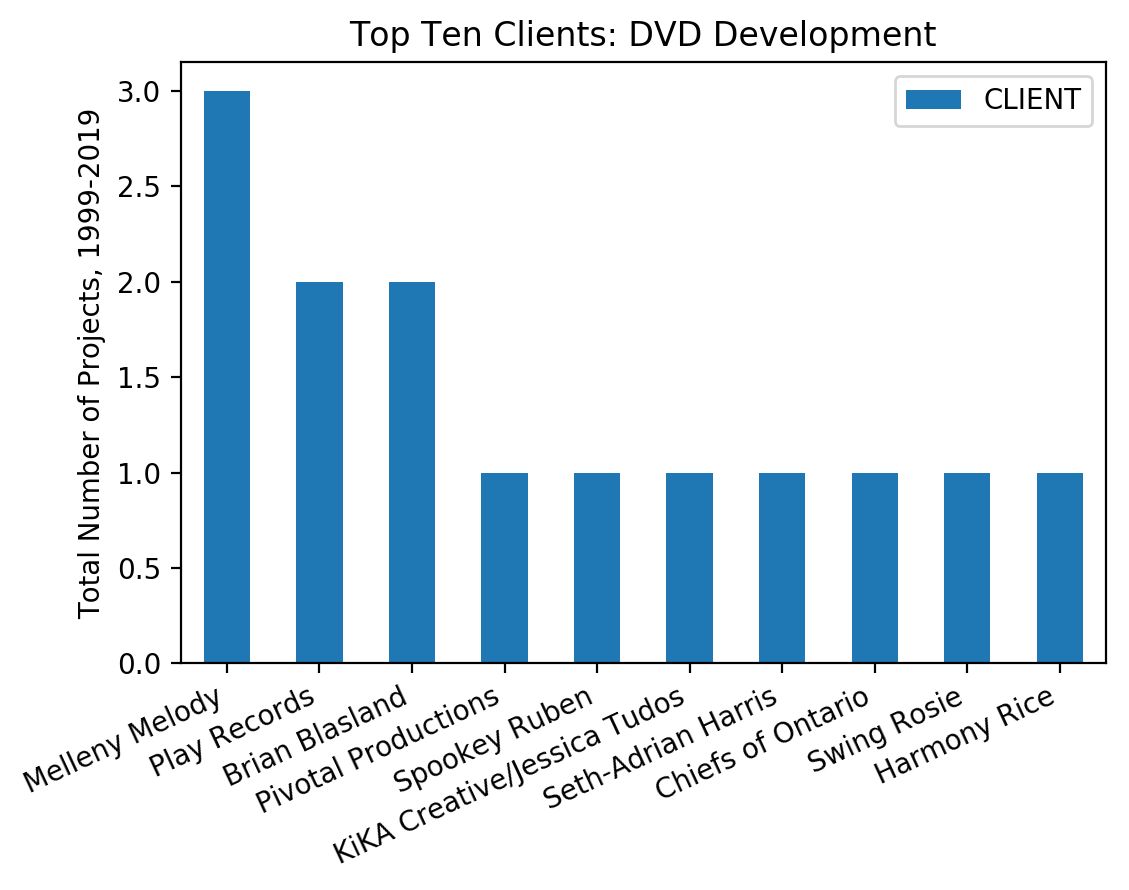 Top Ten Clients: DVD Development
CLIENT
Total Number of Projects, 1999-2019
3.0
2.5
2.0
1.5
1.0
0.5
0.0
Melleny Melody
Play Records
Brian Blasland
Pivotal Productions
Spookey Ruben
KiKA Creative/Jessica Tudos
Seth-Adrian Harris
Chiefs of Ontario
Swing Rosie
Harmony Rice